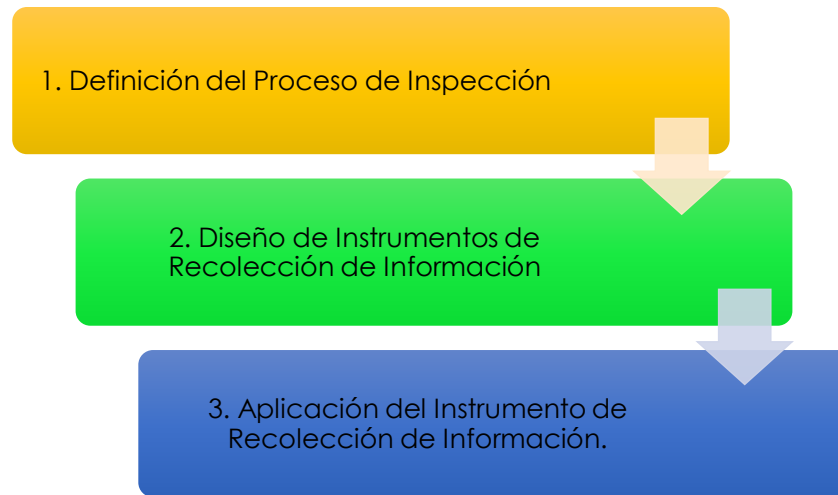 1. Definición del Proceso de Inspección
2. Diseño de Instrumentos de
Recolección de Información
3. Aplicación del Instrumento de
Recolección de Información.